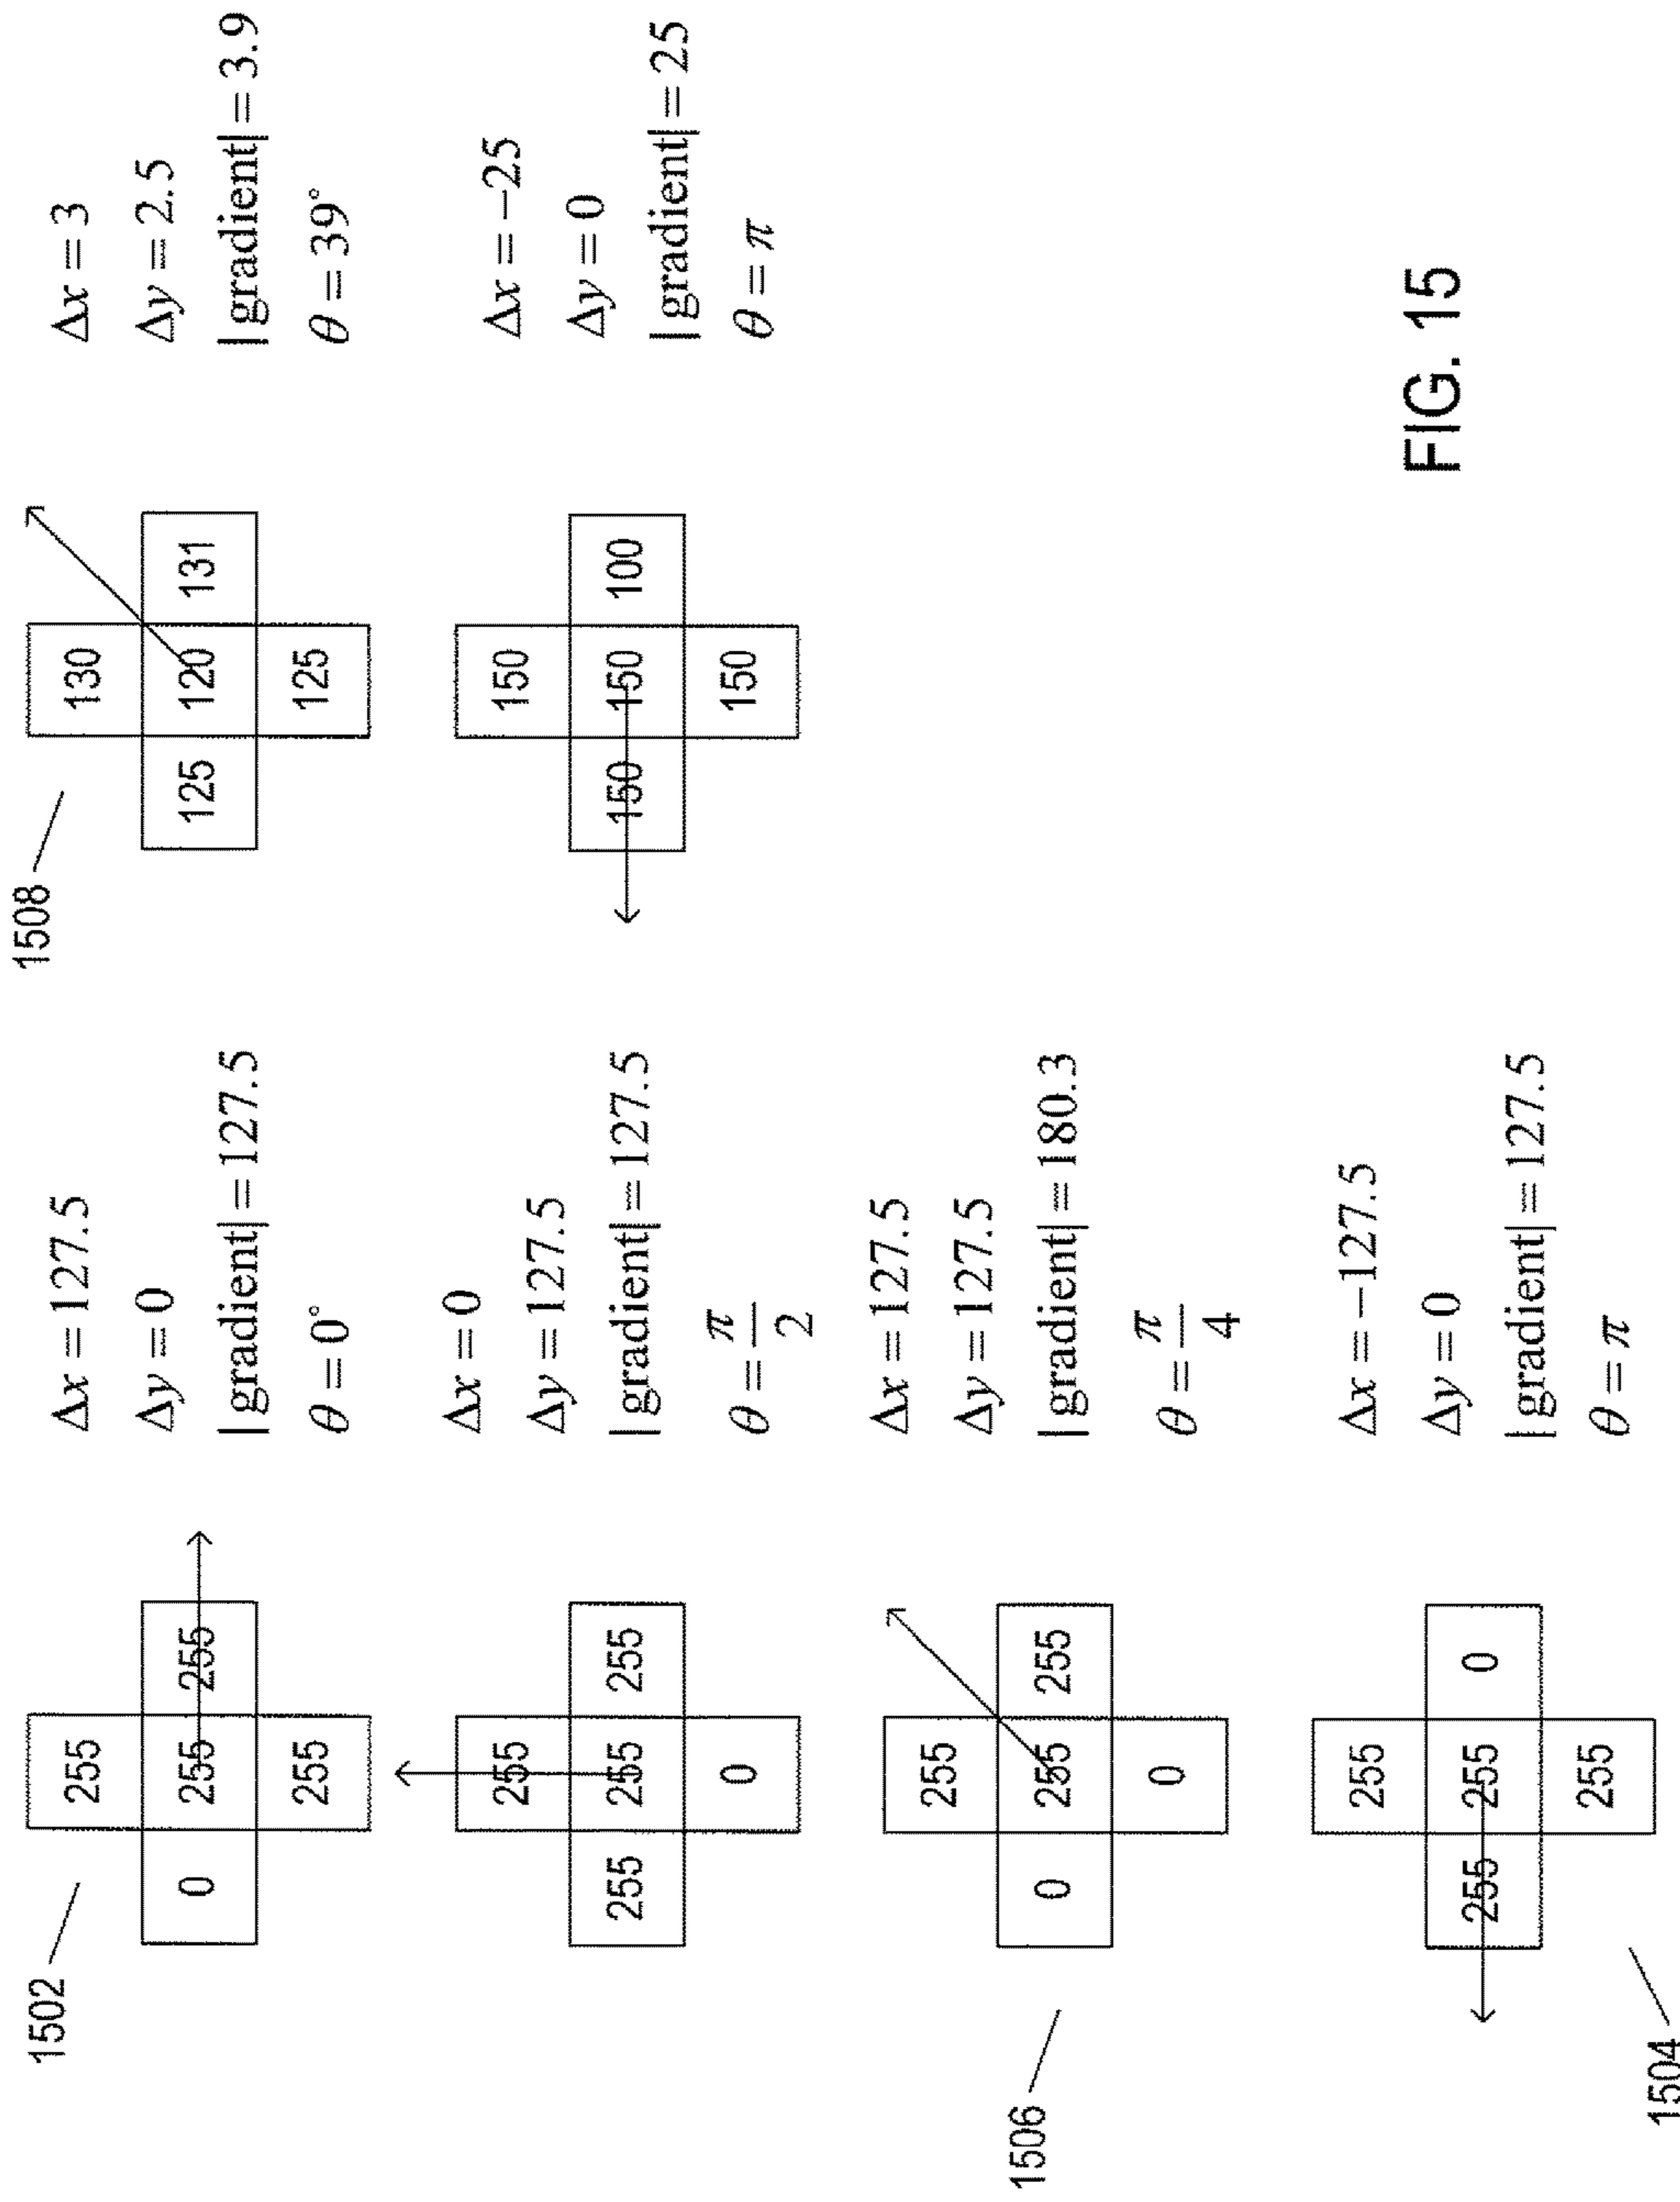 1502
255
0 255 255
255
Δx = 127.5
Δy = 0
|gradient| = 127.5
θ = 0°
255
255 255 255
0
Δx = 0
Δy = 127.5
|gradient| = 127.5
θ = π/2
1506
255
0 255 255
0
Δx = 127.5
Δy = 127.5
|gradient| = 180.3
θ = π/4
1504
255
255 255 0
255
Δx = −127.5
Δy = 0
|gradient| = 127.5
θ = π
1508
130
125 120 131
125
Δx = 3
Δy = 2.5
|gradient| = 3.9
θ = 39°
150
150 150 100
150
Δx = −25
Δy = 0
|gradient| = 25
θ = π
FIG. 15